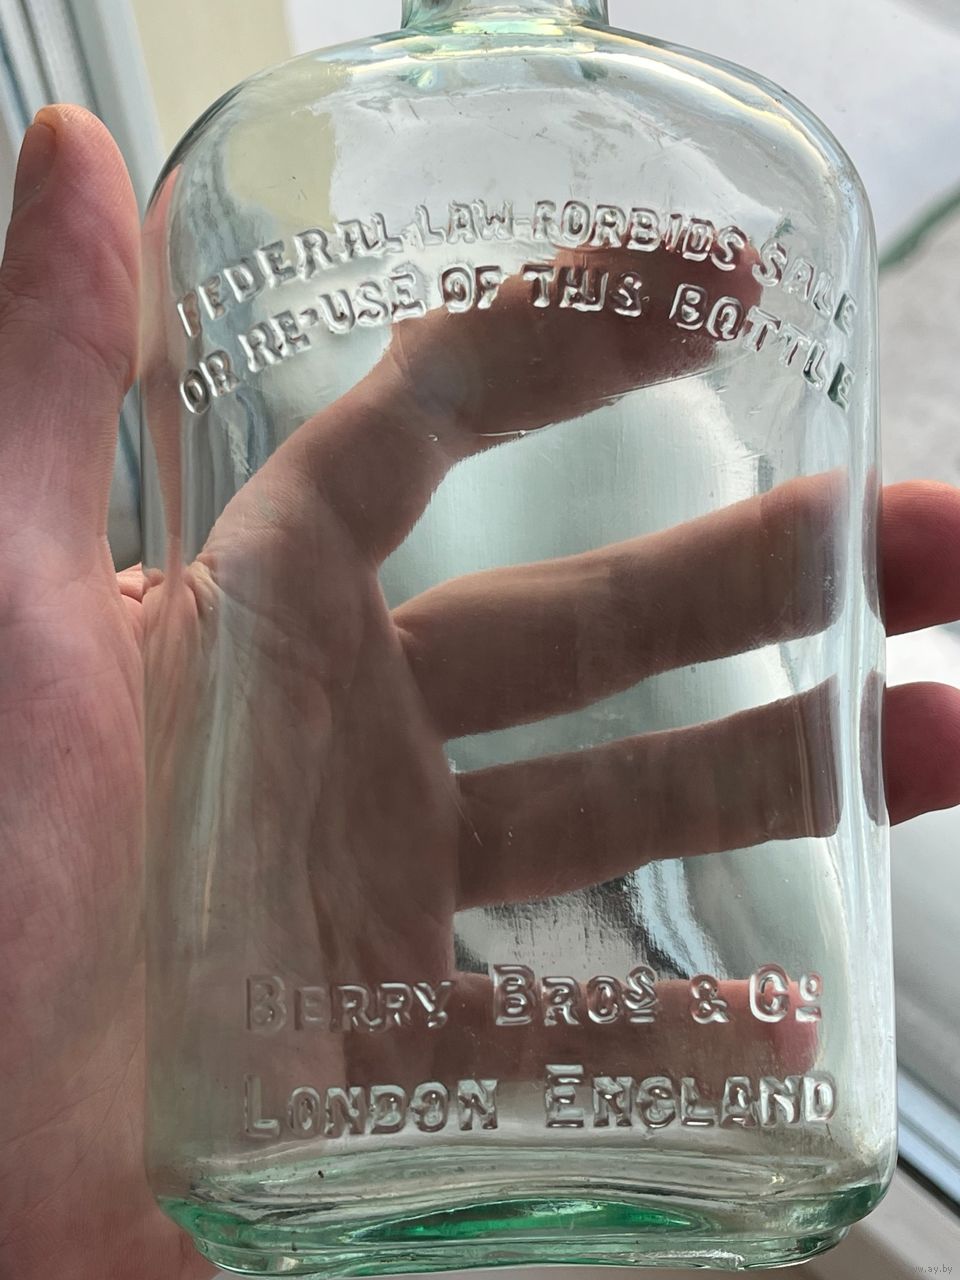 FEDERAL LAW FORBIDS SALE
OR RE-USE OF THIS BOTTLE
BERRY BROS & Co
LONDON ENGLAND